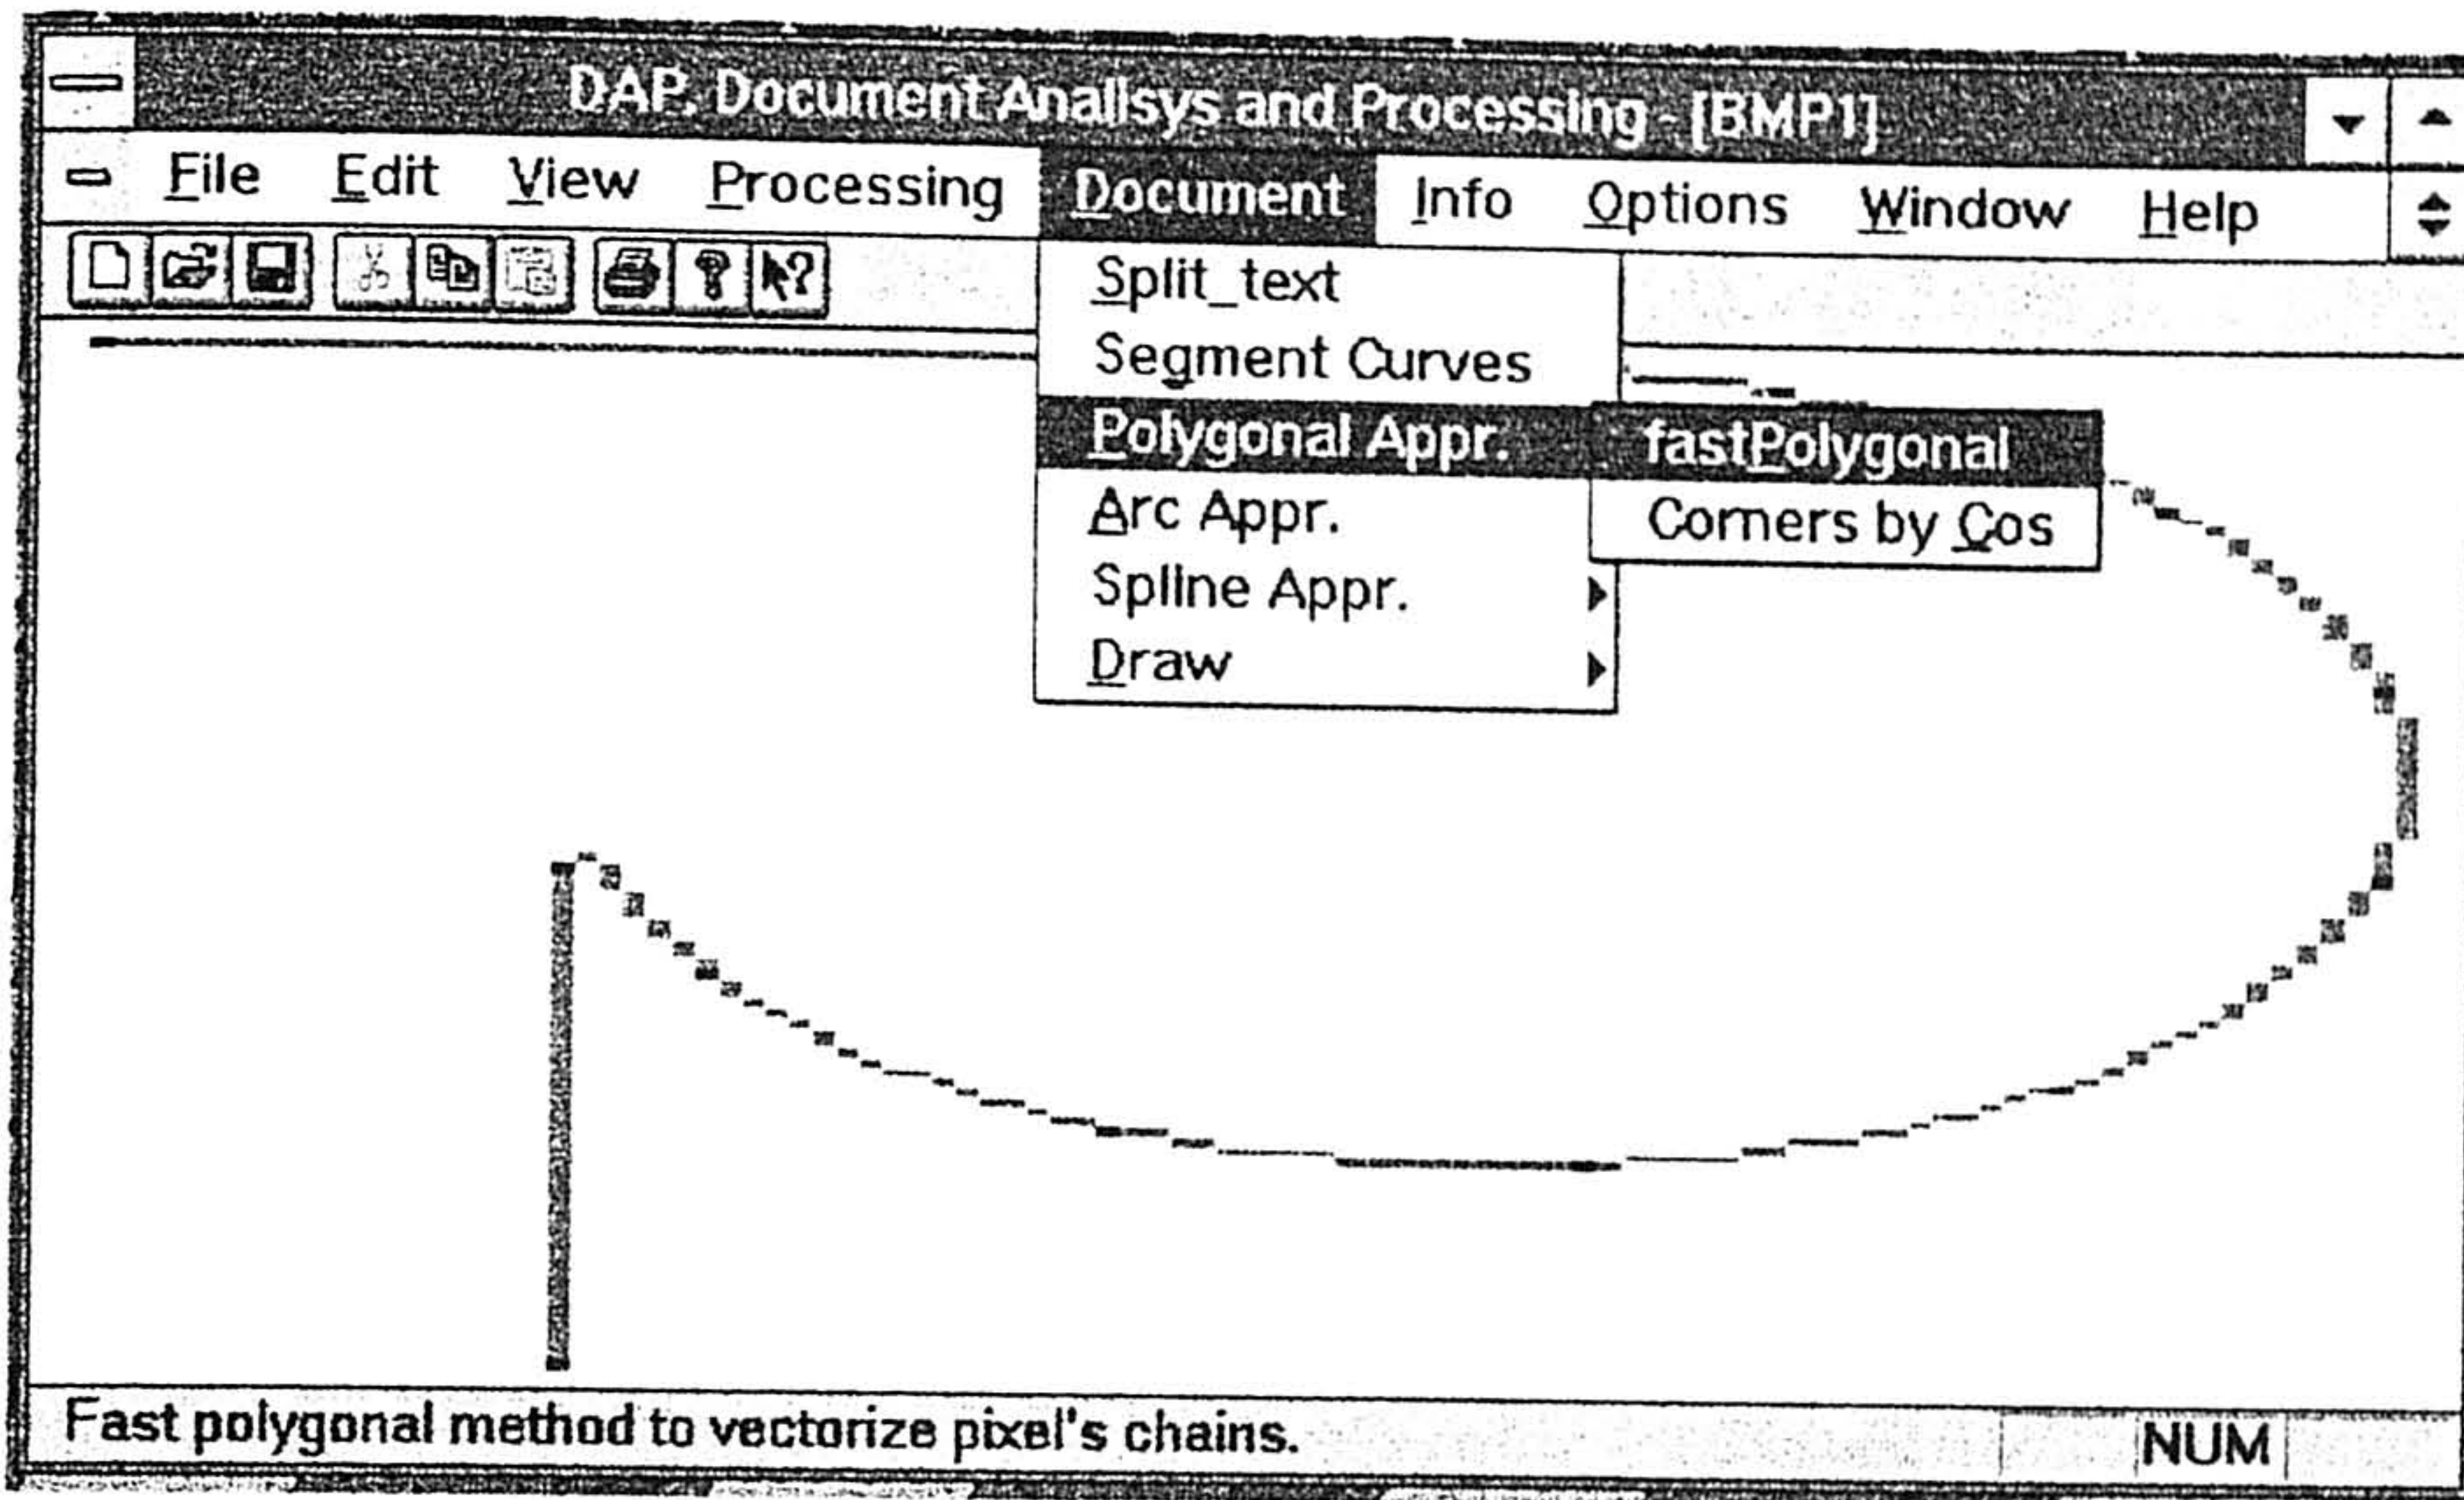 DAP. Document Analisys and Processing - [BMP1]
File Edit View Processing Document Info Options Window Help
Split_text
Segment Curves
Polygonal Appr.
fastPolygonal
Arc Appr.
Corners by Cos
Spline Appr.
Draw
Fast polygonal method to vectorize pixel's chains.
NUM